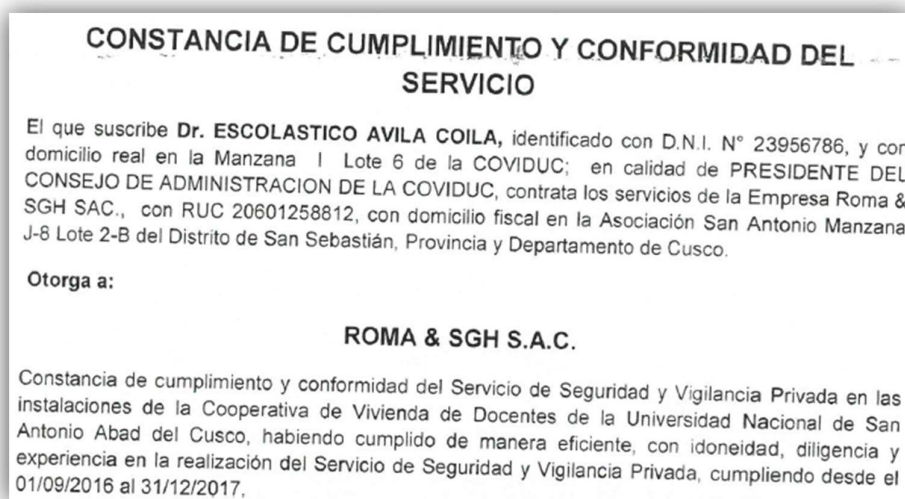 CONSTANCIA DE CUMPLIMIENTO Y CONFORMIDAD DEL
SERVICIO
El que suscribe Dr. ESCOLASTICO AVILA COILA, identificado con D.N.I. N° 23956786, y con
domicilio real en la Manzana I Lote 6 de la COVIDUC; en calidad de PRESIDENTE DEL
CONSEJO DE ADMINISTRACION DE LA COVIDUC, contrata los servicios de la Empresa Roma &
SGH SAC., con RUC 20601258812, con domicilio fiscal en la Asociación San Antonio Manzana
J-8 Lote 2-B del Distrito de San Sebastián, Provincia y Departamento de Cusco.
Otorga a:
ROMA & SGH S.A.C.
Constancia de cumplimiento y conformidad del Servicio de Seguridad y Vigilancia Privada en las
instalaciones de la Cooperativa de Vivienda de Docentes de la Universidad Nacional de San
Antonio Abad del Cusco, habiendo cumplido de manera eficiente, con idoneidad, diligencia y
experiencia en la realización del Servicio de Seguridad y Vigilancia Privada, cumpliendo desde el
01/09/2016 al 31/12/2017,